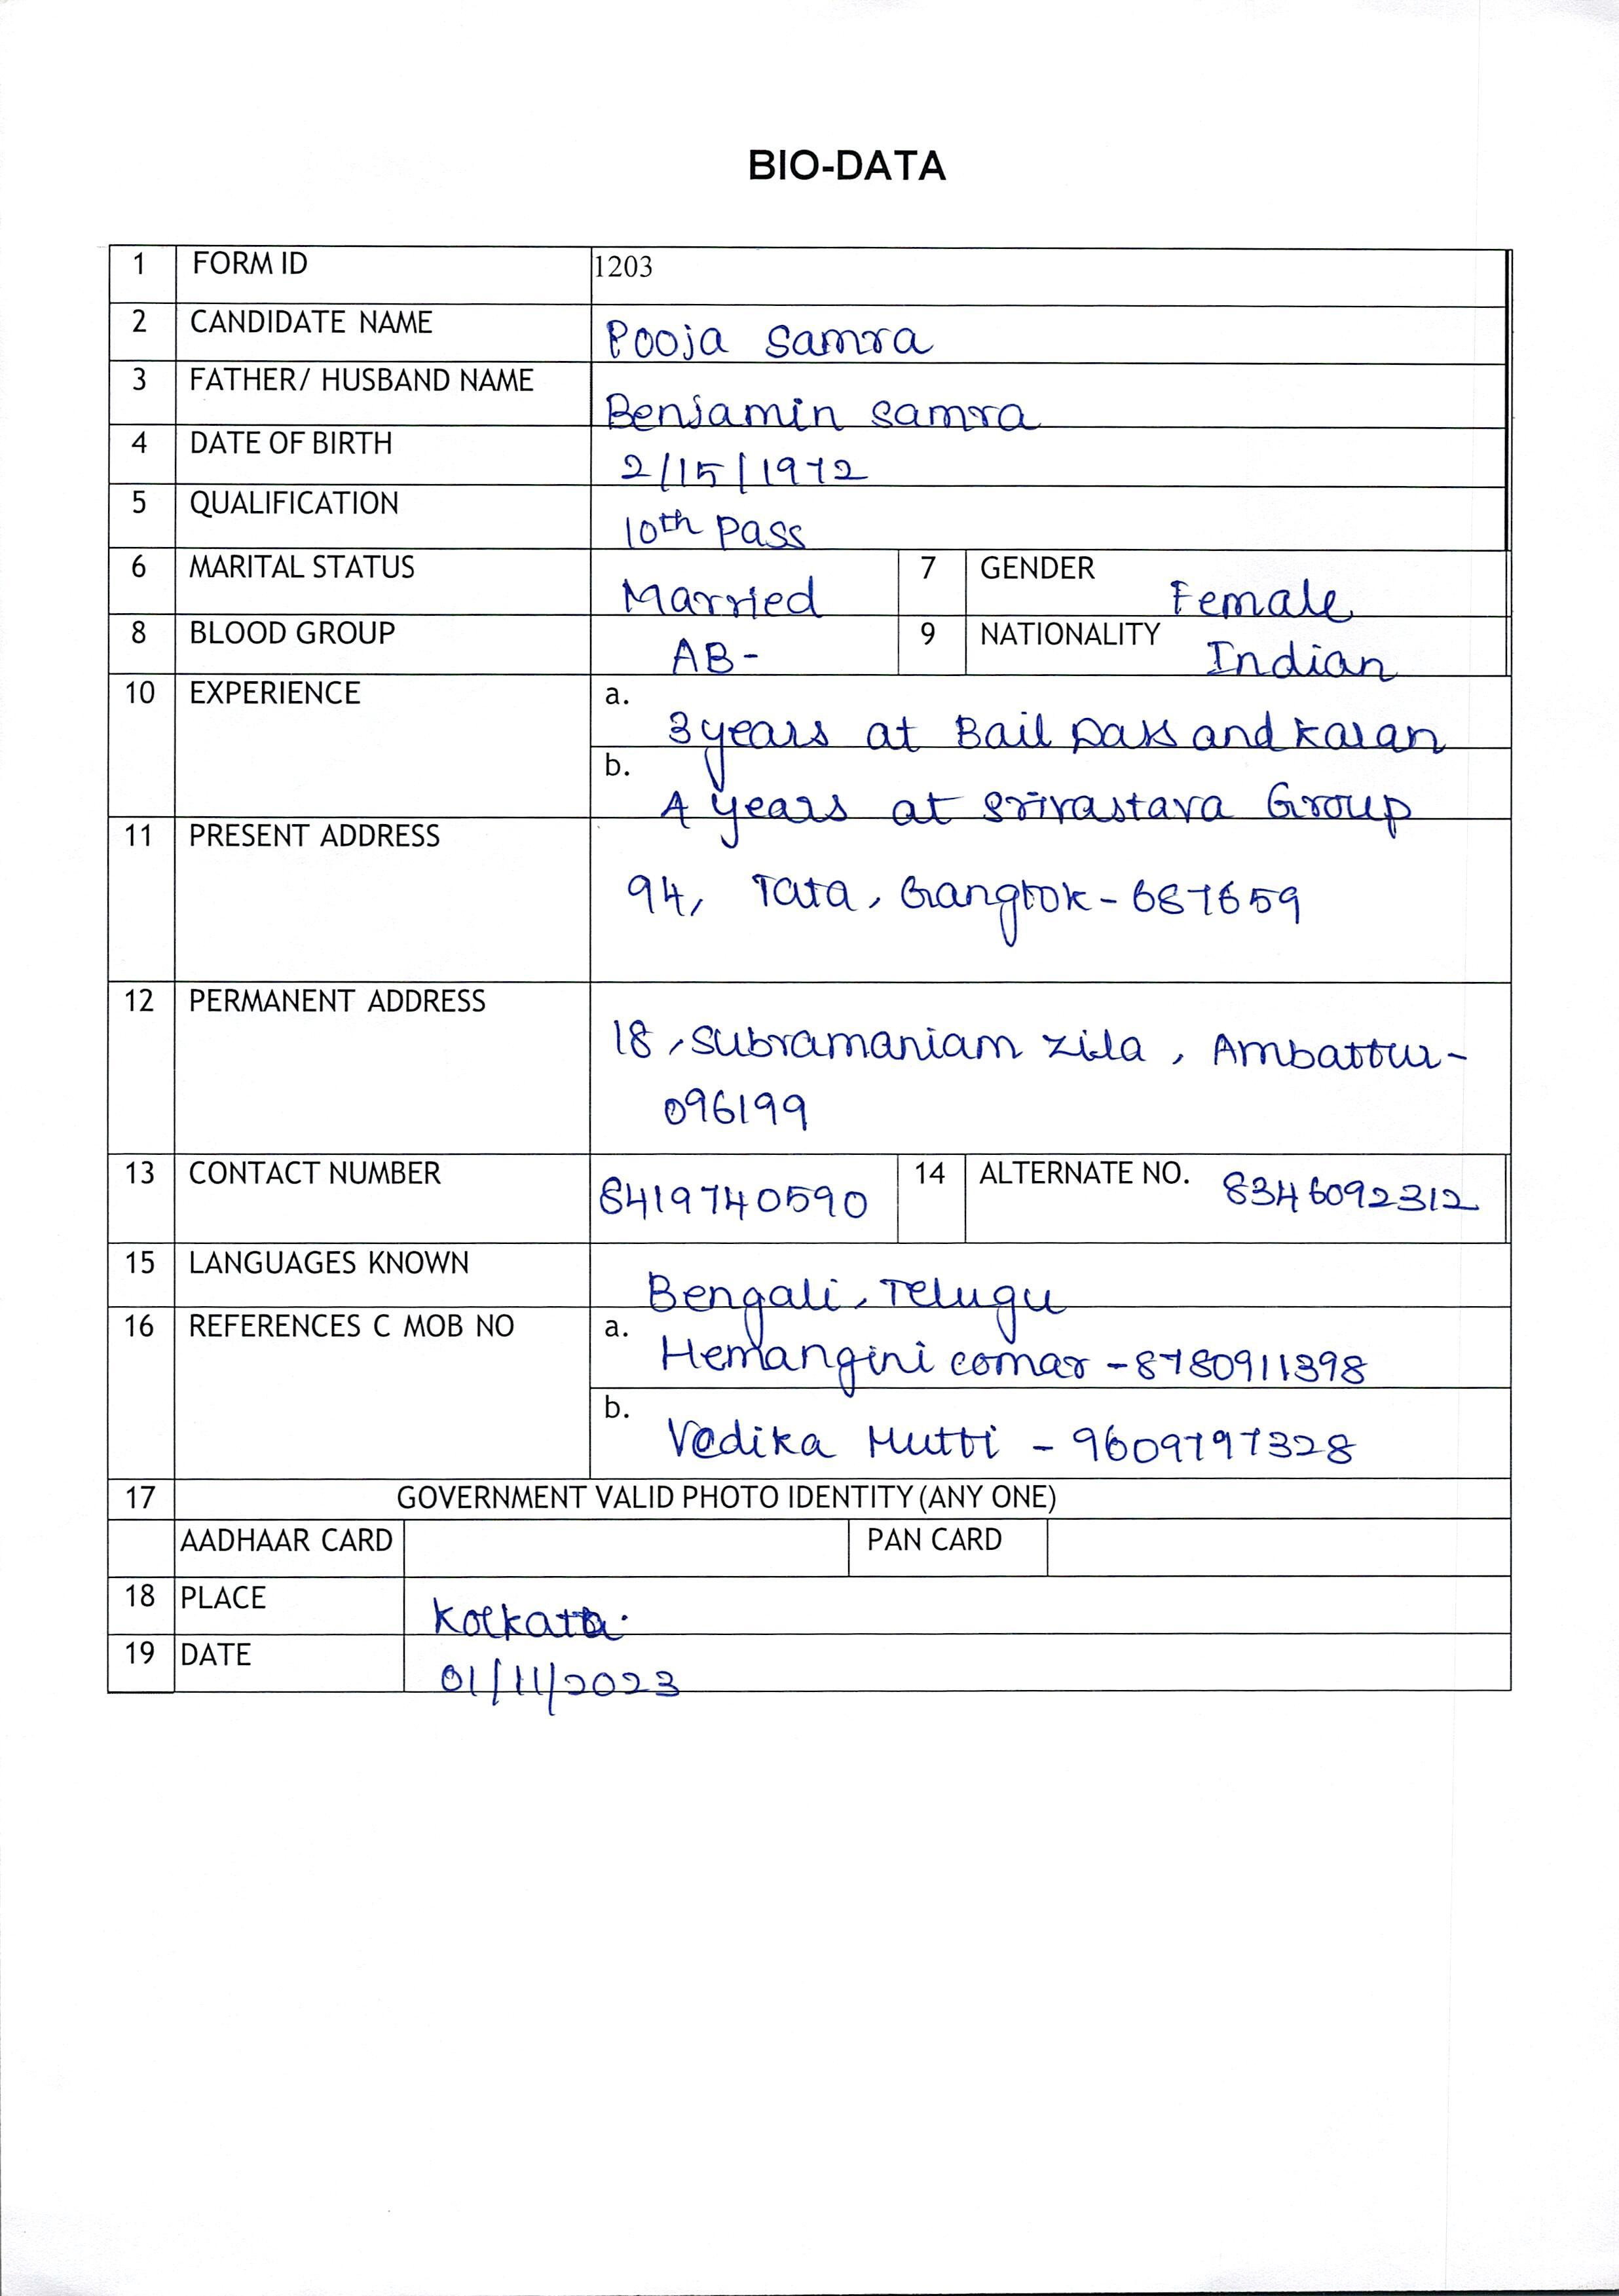 BIO-DATA
1 FORM ID 1203
2 CANDIDATE NAME Pooja Samra
3 FATHER/ HUSBAND NAME Benjamin Samra
4 DATE OF BIRTH 2/15/1972
5 QUALIFICATION 10th Pass
6 MARITAL STATUS Married 7 GENDER Female
8 BLOOD GROUP AB- 9 NATIONALITY Indian
10 EXPERIENCE a. 3 years at Bail Dass and Karan
b. 4 years at Srivastava Group
11 PRESENT ADDRESS 94, Tata, Gangtok - 687659
12 PERMANENT ADDRESS 18, Subramaniam Zila, Ambattur -
096199
13 CONTACT NUMBER 8419740590 14 ALTERNATE NO. 8346092312
15 LANGUAGES KNOWN Bengali, Telugu
16 REFERENCES C MOB NO a. Hemangini comar - 8780911398
b. Vedika Mutti - 9609797328
17 GOVERNMENT VALID PHOTO IDENTITY (ANY ONE)
AADHAAR CARD PAN CARD
18 PLACE Kolkata.
19 DATE 01/11/2023